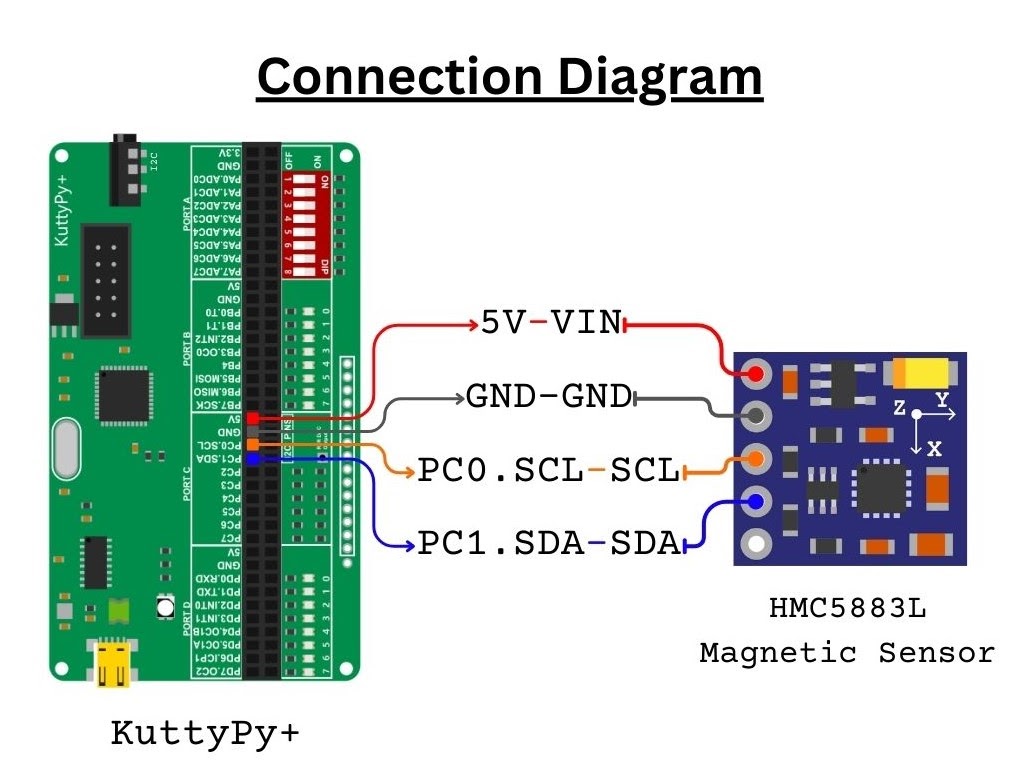 Connection Diagram
KuttyPy+
I2C
3.3V
GND
PA0.ADC0
PA1.ADC1
PA2.ADC2
PA3.ADC3
PA4.ADC4
PA5.ADC5
PA6.ADC6
PA7.ADC7
PORT A
OFF
ON
1
2
3
4
5
6
7
8
ON
DIP
5V
GND
PB0.T0
PB1.T1
PB2.INT2
PB3.OC0
PB4
PB5.MOSI
PB6.MISO
PB7.SCK
PORT B
0
1
2
3
4
5
6
7
5V
GND
PC0.SCL
PC1.SDA
PC2
PC3
PC4
PC5
PC6
PC7
PORT C
I2C PINS
5V
GND
PD0.RXD
PD1.TXD
PD2.INT0
PD3.INT1
PD4.OC1B
PD5.OC1A
PD6.ICP1
PD7.OC2
PORT D
0
1
2
3
4
5
6
7
5V-VIN
GND-GND
PC0.SCL-SCL
PC1.SDA-SDA
Z
Y
X
HMC5883L
Magnetic Sensor
KuttyPy+